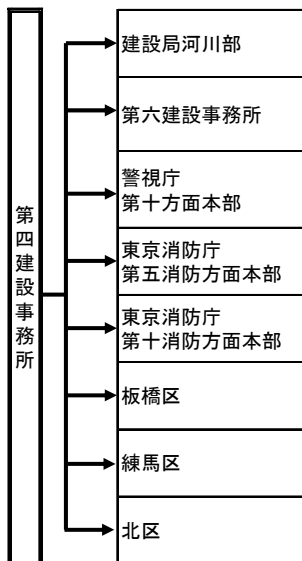 第四建設事務所
建設局河川部
第六建設事務所
警視庁
第十方面本部
東京消防庁
第五消防方面本部
東京消防庁
第十消防方面本部
板橋区
練馬区
北区